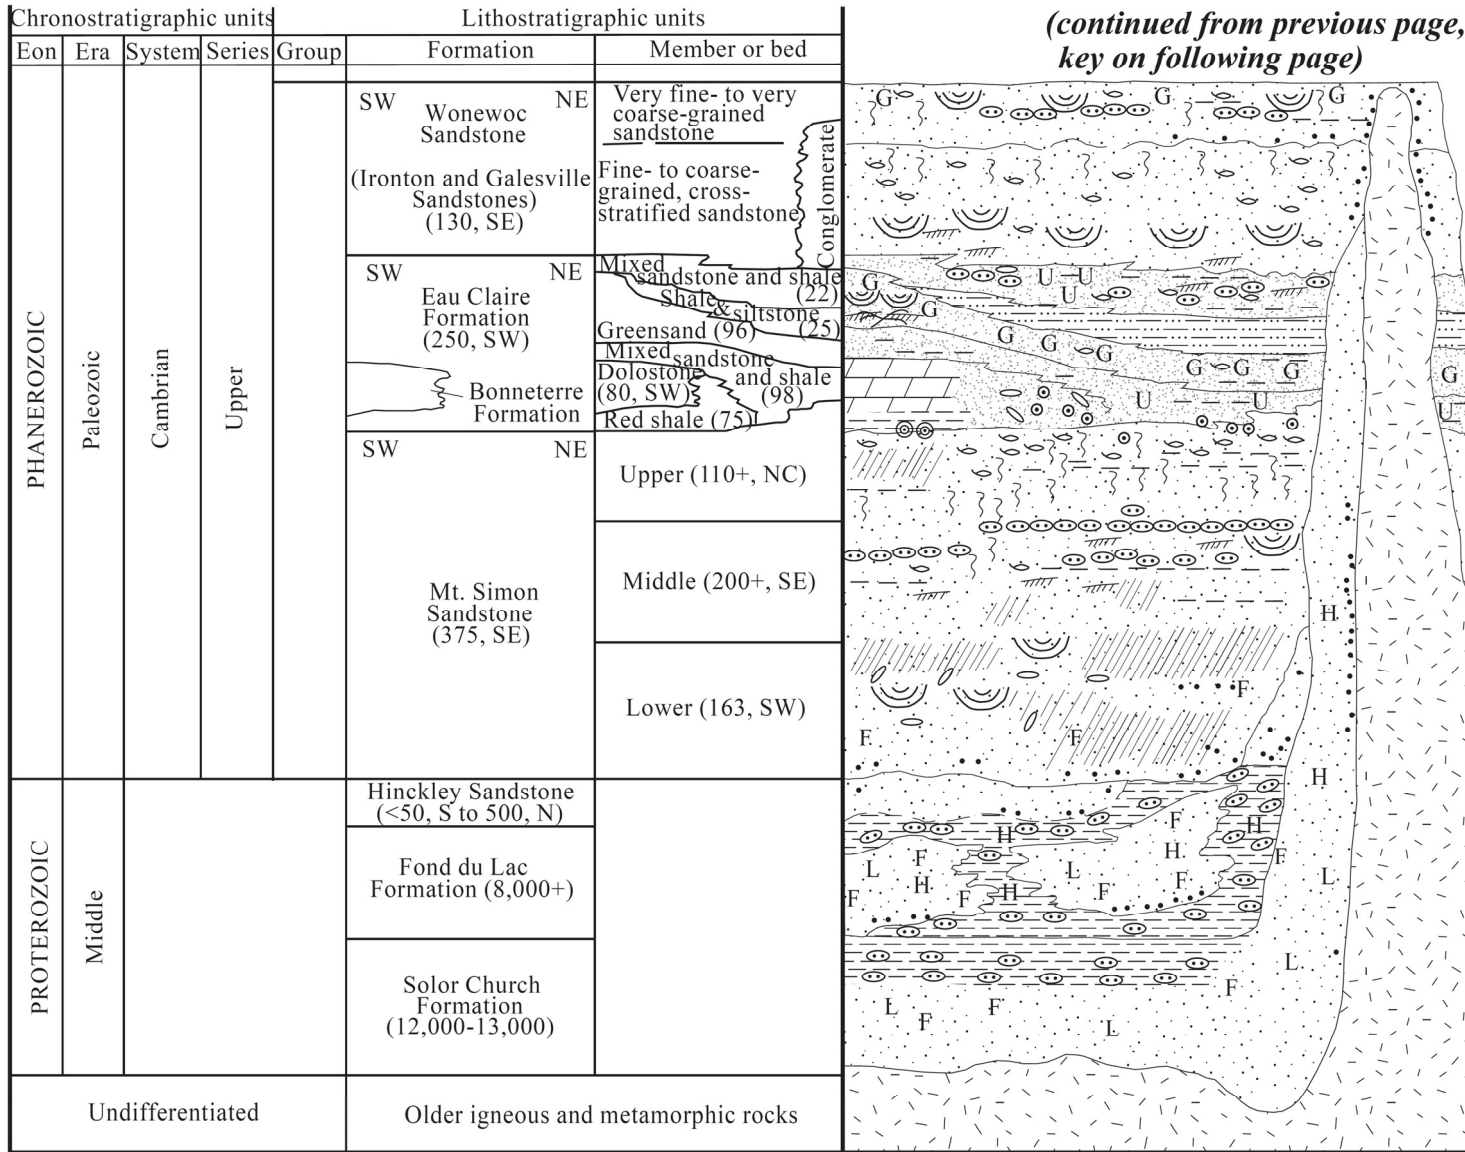 Chronostratigraphic units
Lithostratigraphic units
(continued from previous page,
key on following page)
Eon
Era
System
Series
Group
Formation
Member or bed
PHANEROZOIC
Paleozoic
Cambrian
Upper
SW
NE
Wonewoc
Sandstone
(Ironton and Galesville
Sandstones)
(130, SE)
Very fine- to very
coarse-grained
sandstone
Fine- to coarse-
grained, cross-
stratified sandstone
Conglomerate
SW
NE
Eau Claire
Formation
(250, SW)
Bonneterre
Formation
Mixed
sandstone and shale
(22)
Shale
& siltstone
(25)
Greensand (96)
Mixed
sandstone
and shale
(98)
Dolostone
(80, SW)
Red shale (75)
SW
NE
Mt. Simon
Sandstone
(375, SE)
Upper (110+, NC)
Middle (200+, SE)
Lower (163, SW)
PROTEROZOIC
Middle
Hinckley Sandstone
(<50, S to 500, N)
Fond du Lac
Formation (8,000+)
Solor Church
Formation
(12,000-13,000)
Undifferentiated
Older igneous and metamorphic rocks
G G G
G U U
U
G
G G G
G G G G
U U U
H
F
F F
H
F
H H
F
L F L H L
H H F
F F F
L
F
L F
F L